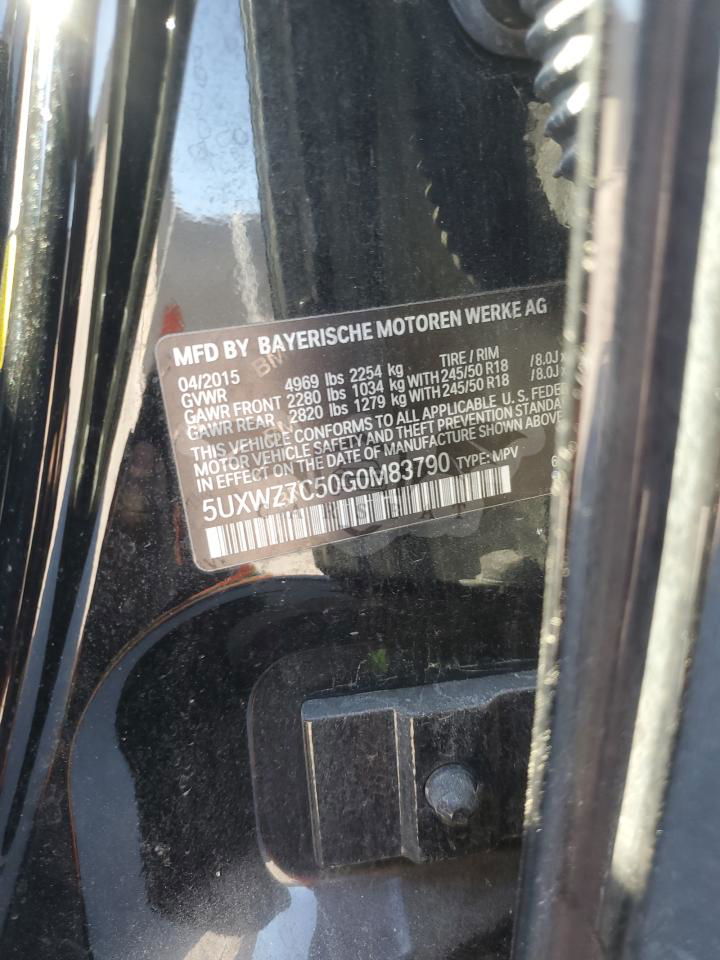 MFD BY BAYERISCHE MOTOREN WERKE AG
04/2015 TIRE / RIM
GVWR 4969 lbs 2254 kg
GAWR FRONT 2280 lbs 1034 kg WITH 245/50 R18 /8.0J x
GAWR REAR 2820 lbs 1279 kg WITH 245/50 R18 /8.0J x
THIS VEHICLE CONFORMS TO ALL APPLICABLE U. S. FEDE
MOTOR VEHICLE SAFETY AND THEFT PREVENTION STANDA
IN EFFECT ON THE DATE OF MANUFACTURE SHOWN ABOVE
5UXWZ7C50G0M83790 TYPE: MPV